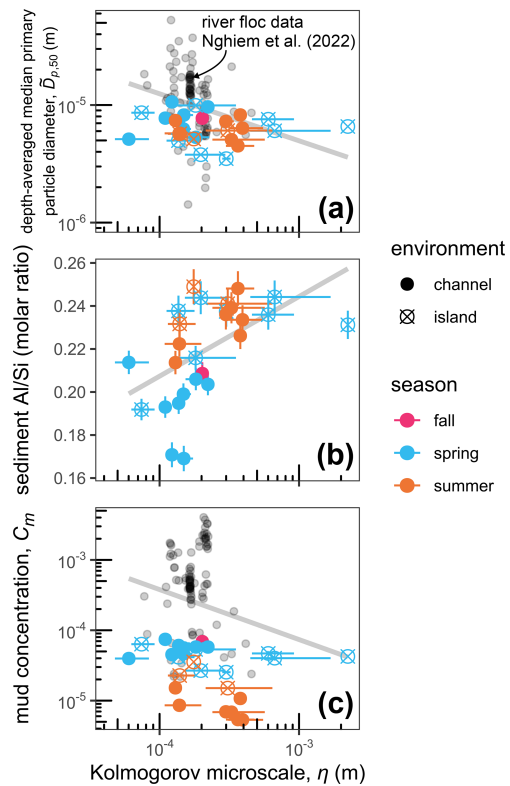 depth-averaged median primary
particle diameter, D̃p,50 (m)
10-5
10-6
river floc data
Nghiem et al. (2022)
(a)
sediment Al/Si (molar ratio)
0.26
0.24
0.22
0.20
0.18
0.16
(b)
mud concentration, Cm
10-3
10-4
10-5
(c)
10-4
10-3
Kolmogorov microscale, η (m)
environment
channel
island
season
fall
spring
summer